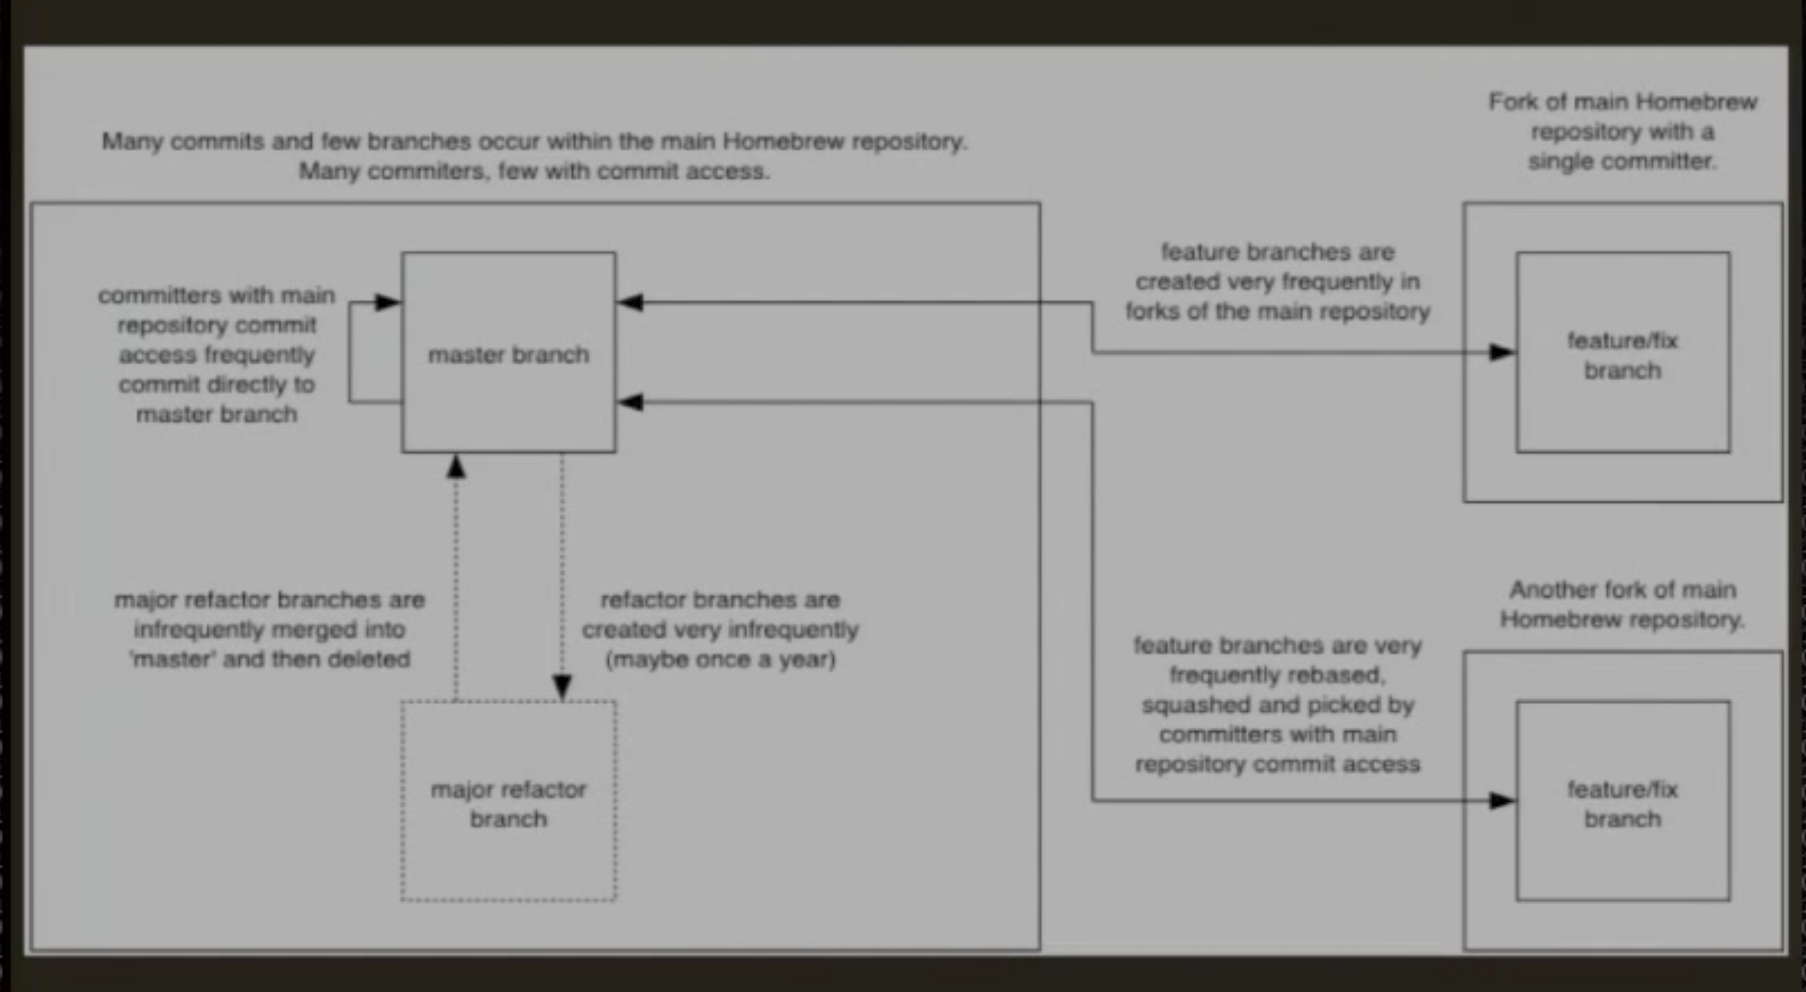 Many commits and few branches occur within the main Homebrew repository.
Many commiters, few with commit access.
Fork of main Homebrew
repository with a
single committer.
committers with main
repository commit
access frequently
commit directly to
master branch
master branch
feature branches are
created very frequently in
forks of the main repository
feature/fix
branch
major refactor branches are
infrequently merged into
'master' and then deleted
refactor branches are
created very infrequently
(maybe once a year)
major refactor
branch
feature branches are very
frequently rebased,
squashed and picked by
committers with main
repository commit access
Another fork of main
Homebrew repository.
feature/fix
branch